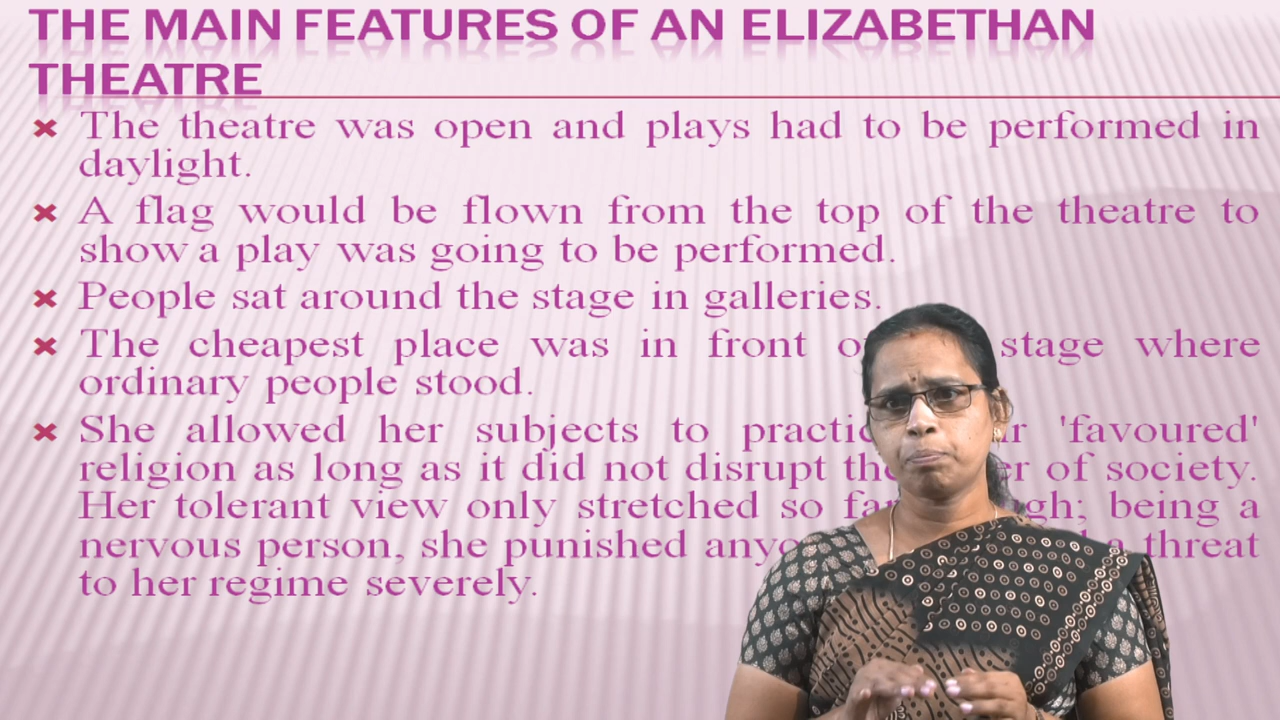 THE MAIN FEATURES OF AN ELIZABETHAN
THEATRE
The theatre was open and plays had to be performed in
daylight.
A flag would be flown from the top of the theatre to
show a play was going to be performed.
People sat around the stage in galleries.
The cheapest place was in front stage where
ordinary people stood.
She allowed her subjects to 'favoured'
religion as long as it did not disrupt of society.
Her tolerant view only stretched so far being a
nervous person, she punished a threat
to her regime severely.